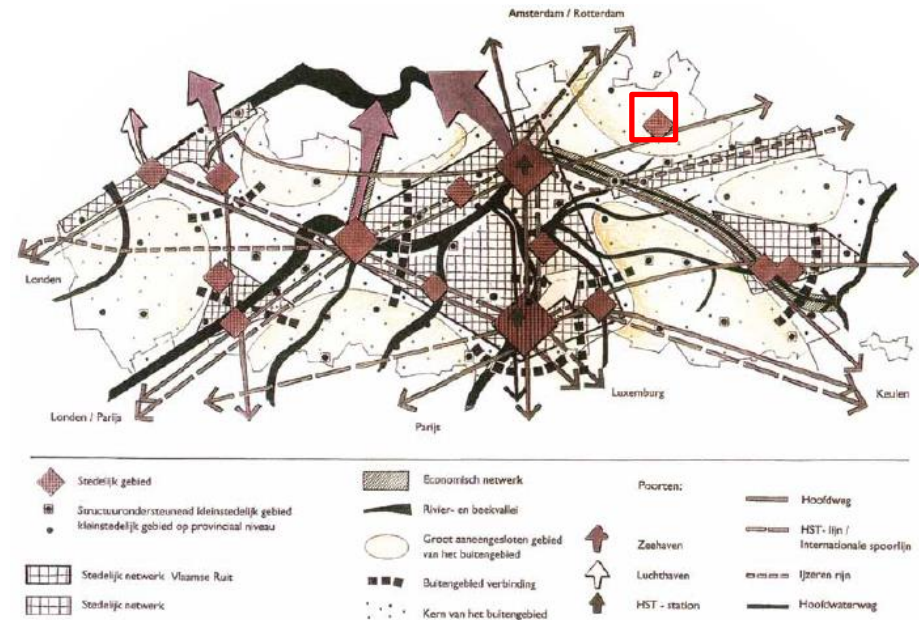 Amsterdam / Rotterdam
Londen
Londen / Parijs
Parijs
Luxemburg
Keulen
Stedelijk gebied
Structuurondersteunend kleinstedelijk gebied
kleinstedelijk gebied op provinciaal niveau
Stedelijk netwerk Vlaamse Ruit
Stedelijk netwerk
Economisch netwerk
Rivier- en beekvallei
Groot aaneengesloten gebied
van het buitengebied
Buitengebied verbinding
Kern van het buitengebied
Poorten:
Zeehaven
Luchthaven
HST - station
Hoofdweg
HST- lijn /
Internationale spoorlijn
Ijzeren rijn
Hoofdwaterweg